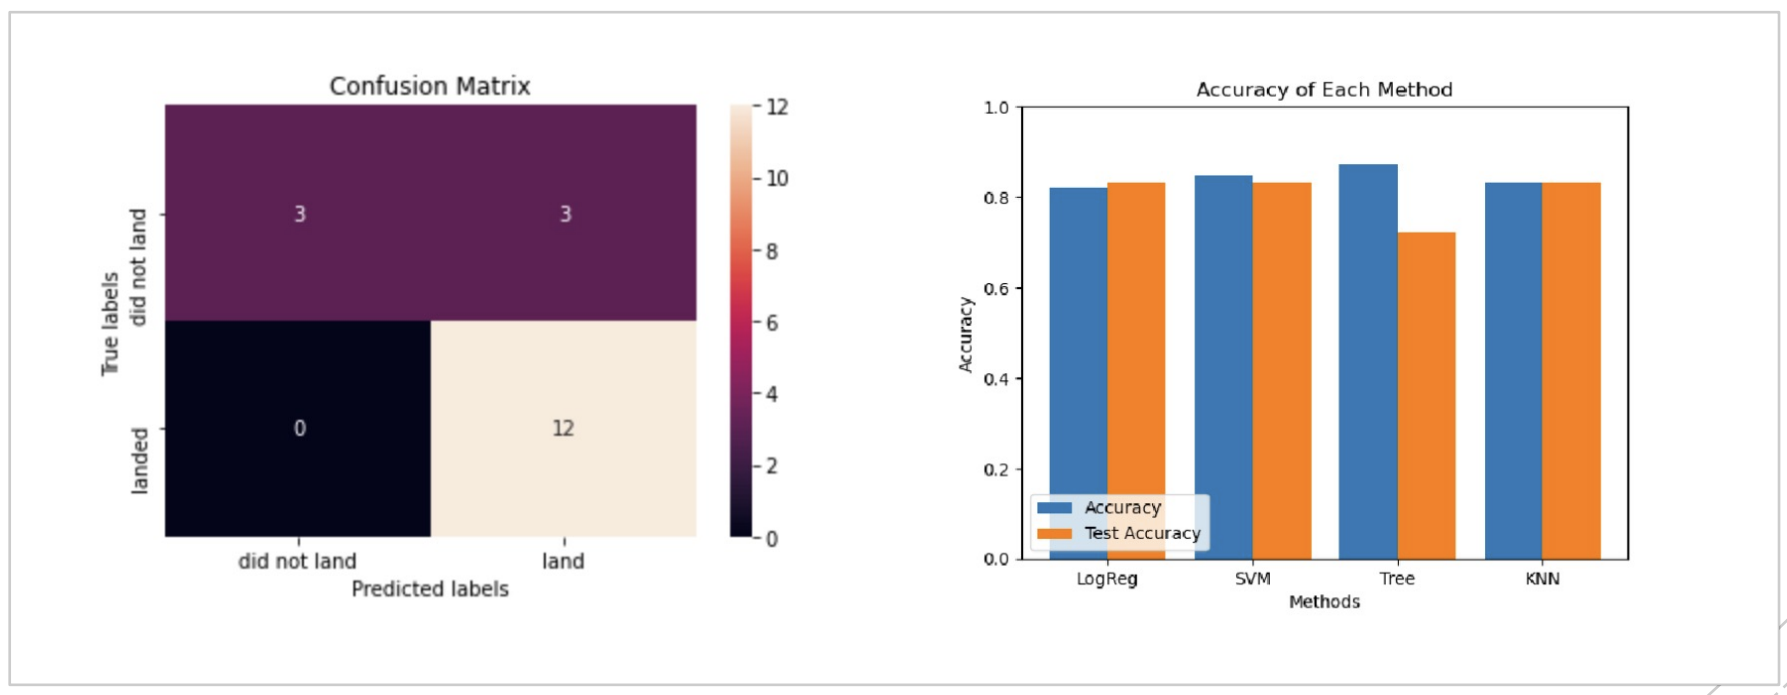 Confusion Matrix
12
10
8
6
4
2
0
True labels
did not land
landed
3
3
0
12
did not land
land
Predicted labels
Accuracy of Each Method
1.0
0.8
0.6
0.4
0.2
0.0
Accuracy
Accuracy
Test Accuracy
LogReg
SVM
Tree
KNN
Methods